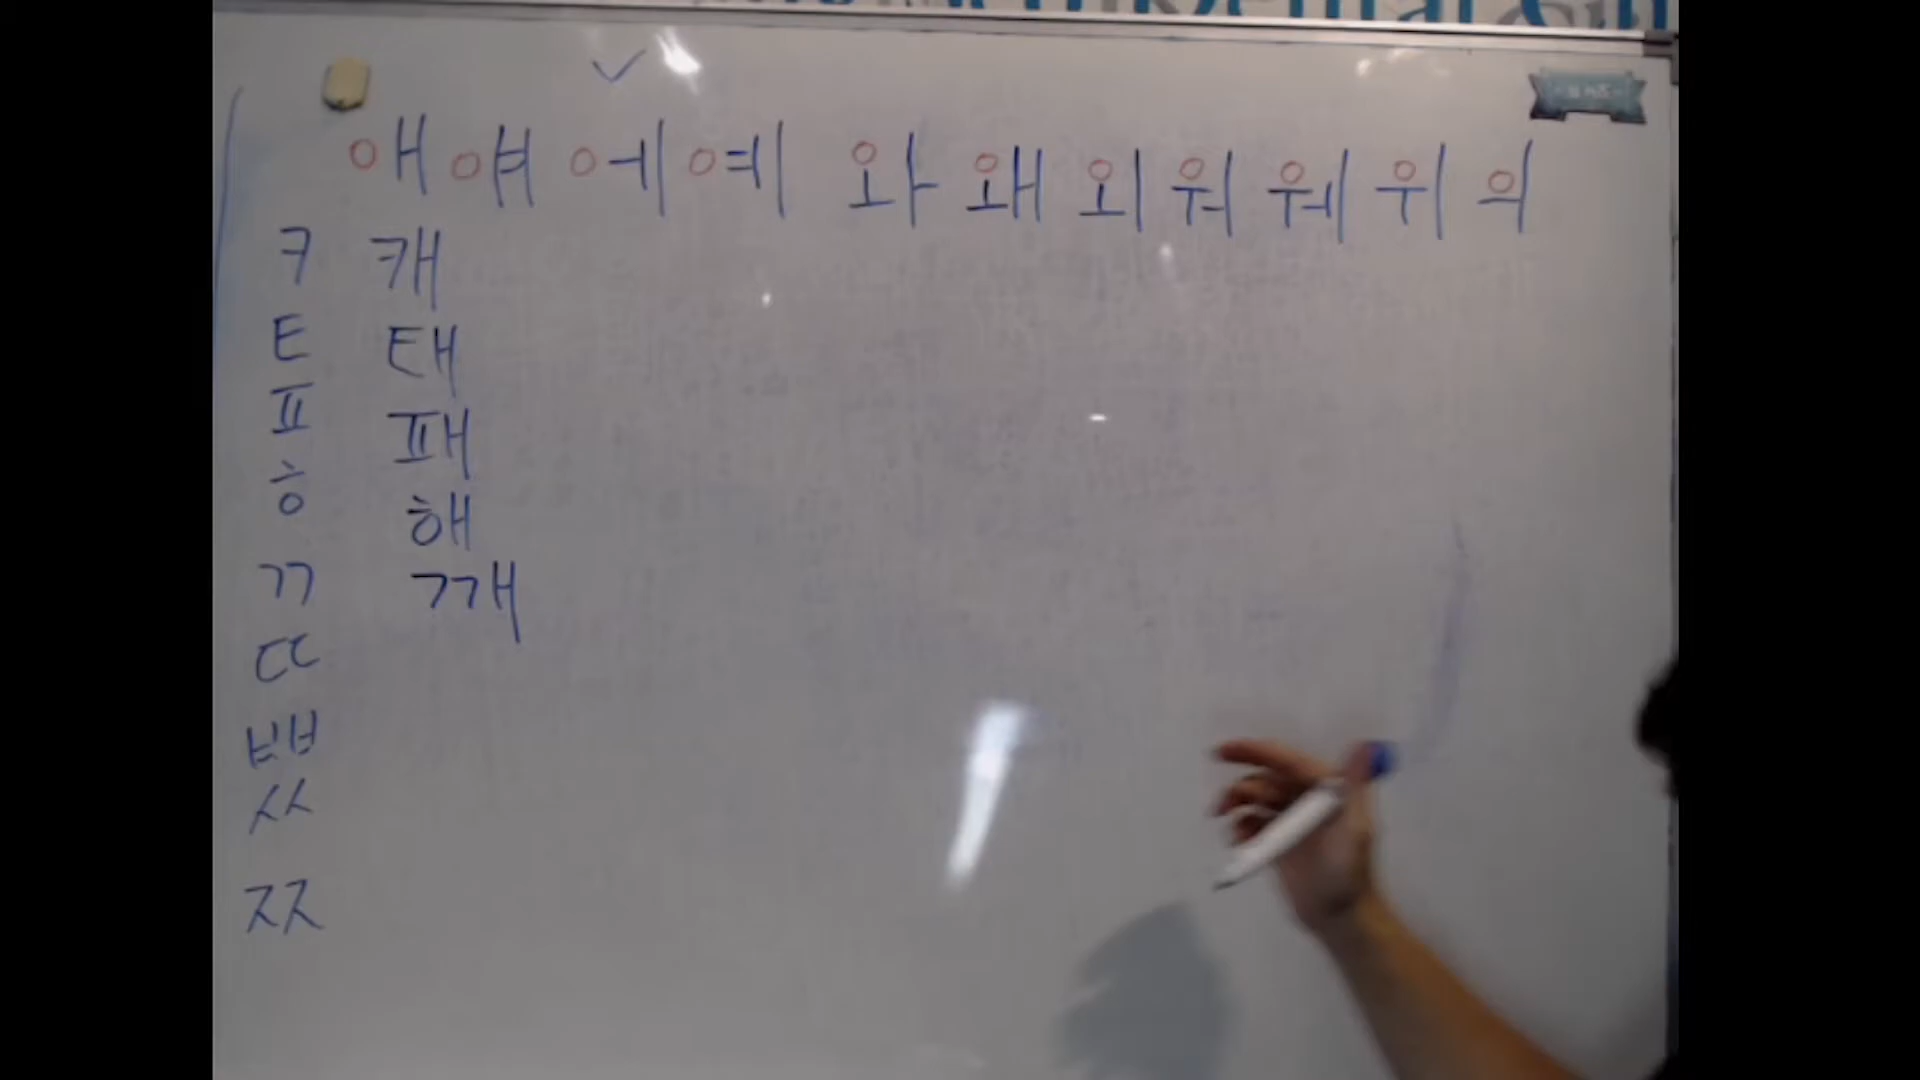 애 얘 에 예 와 왜 외 워 웨 위 의
ㅋ 캐
ㅌ 태
ㅍ 패
ㅎ 해
ㄲ 깨
ㄸ
ㅃ
ㅆ
ㅉ